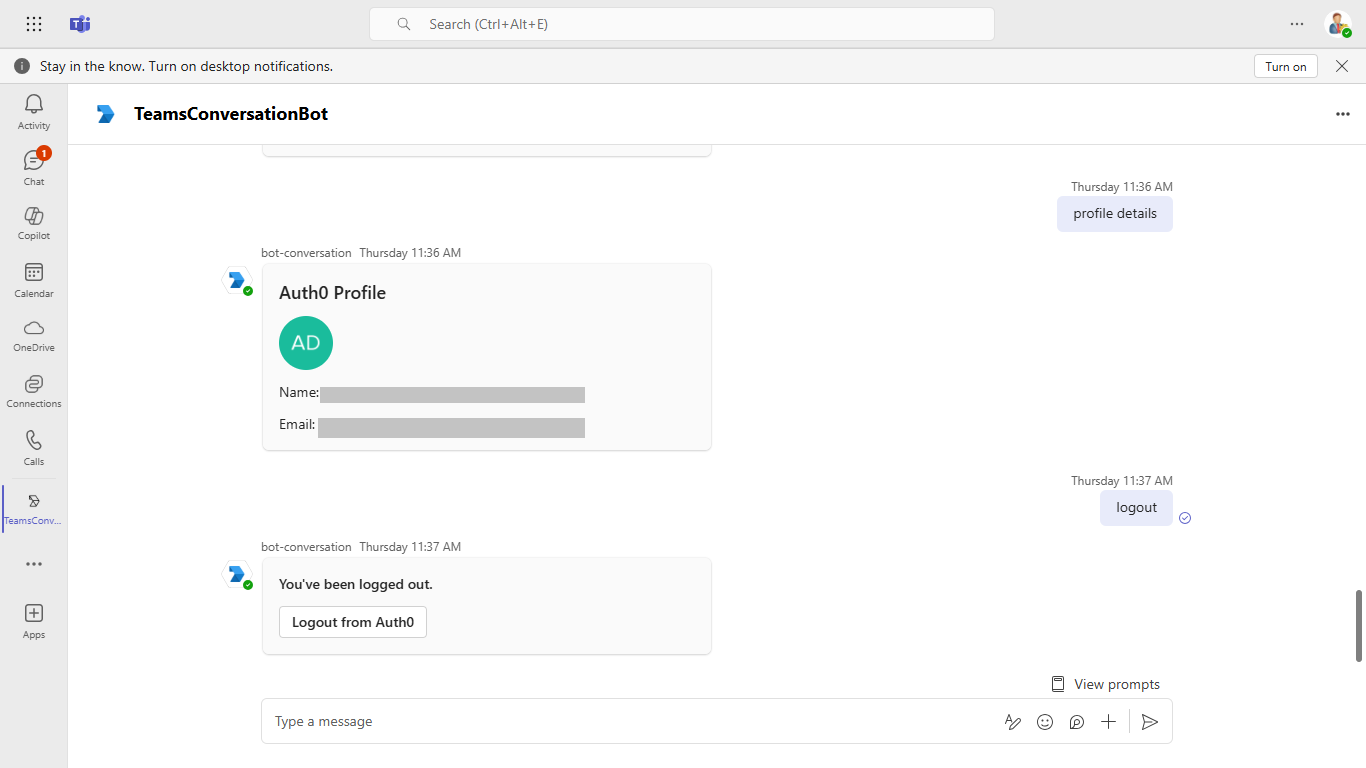 Search (Ctrl+Alt+E)
Stay in the know. Turn on desktop notifications.
Turn on
Activity
1
Chat
Copilot
Calendar
OneDrive
Connections
Calls
TeamsConv...
Apps
TeamsConversationBot
Thursday 11:36 AM
profile details
bot-conversation Thursday 11:36 AM
Auth0 Profile
AD
Name:
Email:
Thursday 11:37 AM
logout
bot-conversation Thursday 11:37 AM
You've been logged out.
Logout from Auth0
View prompts
Type a message